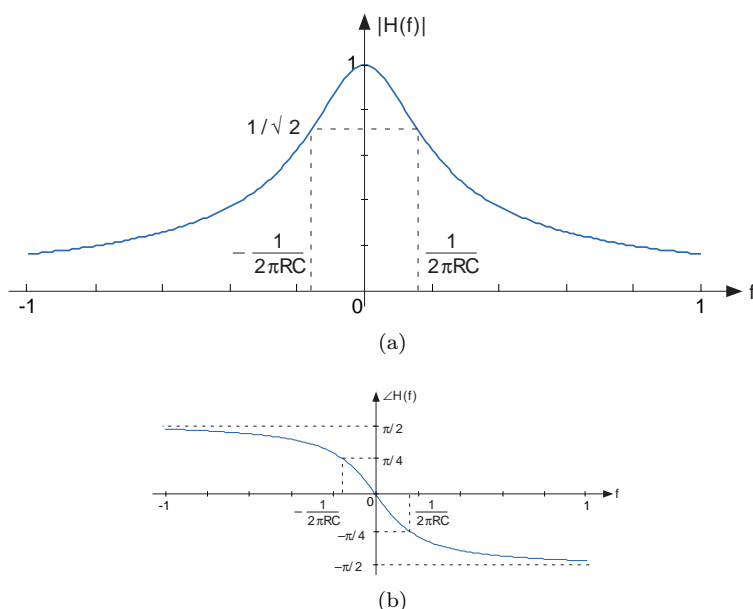 |H(f)|
1
1/√2
- 1/2πRC
1/2πRC
-1
0
1
f
(a)
∠H(f)
π/2
π/4
-1
0
1
f
- 1/2πRC
1/2πRC
–π/4
–π/2
(b)